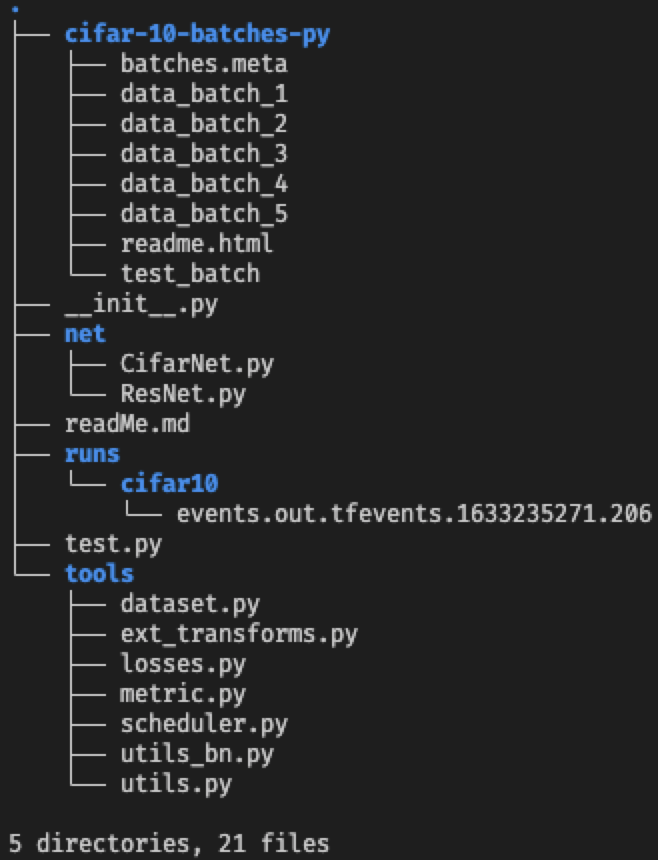 .
├── cifar-10-batches-py
│   ├── batches.meta
│   ├── data_batch_1
│   ├── data_batch_2
│   ├── data_batch_3
│   ├── data_batch_4
│   ├── data_batch_5
│   ├── readme.html
│   └── test_batch
├── __init__.py
├── net
│   ├── CifarNet.py
│   └── ResNet.py
├── readMe.md
├── runs
│   └── cifar10
│       └── events.out.tfevents.1633235271.206
├── test.py
└── tools
    ├── dataset.py
    ├── ext_transforms.py
    ├── losses.py
    ├── metric.py
    ├── scheduler.py
    ├── utils_bn.py
    └── utils.py

5 directories, 21 files